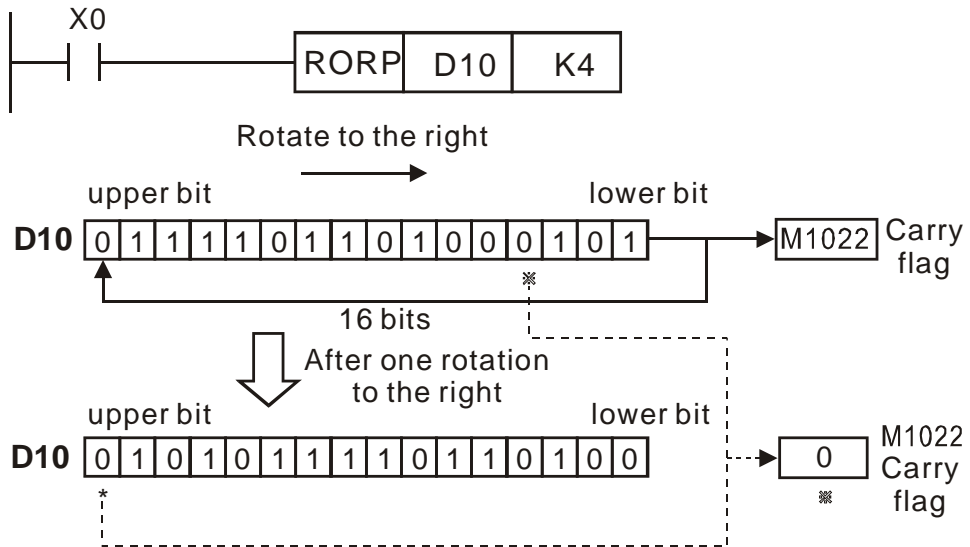 X0
RORP D10 K4
Rotate to the right
upper bit lower bit
D10 0 1 1 1 1 0 1 1 0 1 0 0 0 1 0 1 M1022 Carry flag
※
16 bits
After one rotation
to the right
upper bit lower bit
D10 0 1 0 1 0 1 1 1 1 0 1 1 0 1 0 0 0 M1022 Carry flag
* ※